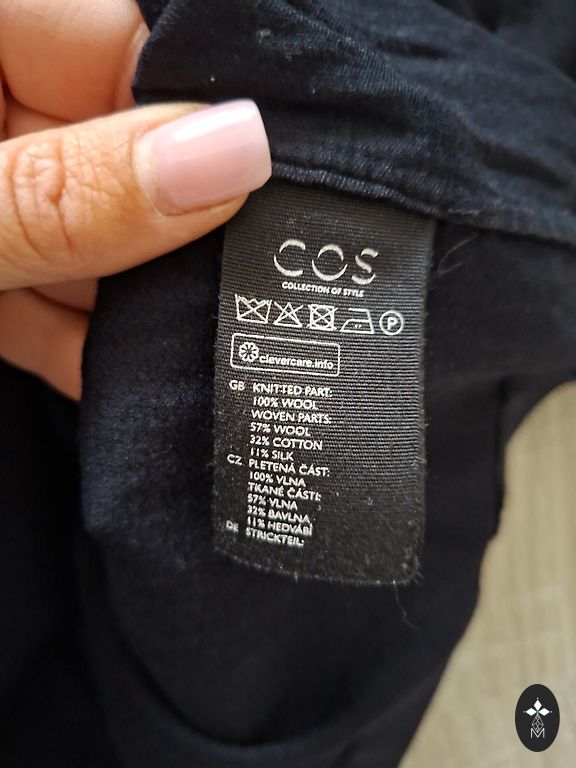 COS
COLLECTION OF STYLE
P
clevercare.info
GB KNITTED PART:
100% WOOL
WOVEN PARTS:
57% WOOL
32% COTTON
11% SILK
CZ PLETENÁ ČÁST:
100% VLNA
TKANÉ ČÁSTI:
57% VLNA
32% BAVLNA
11% HEDVÁBÍ
DE STRICKTEIL:
M